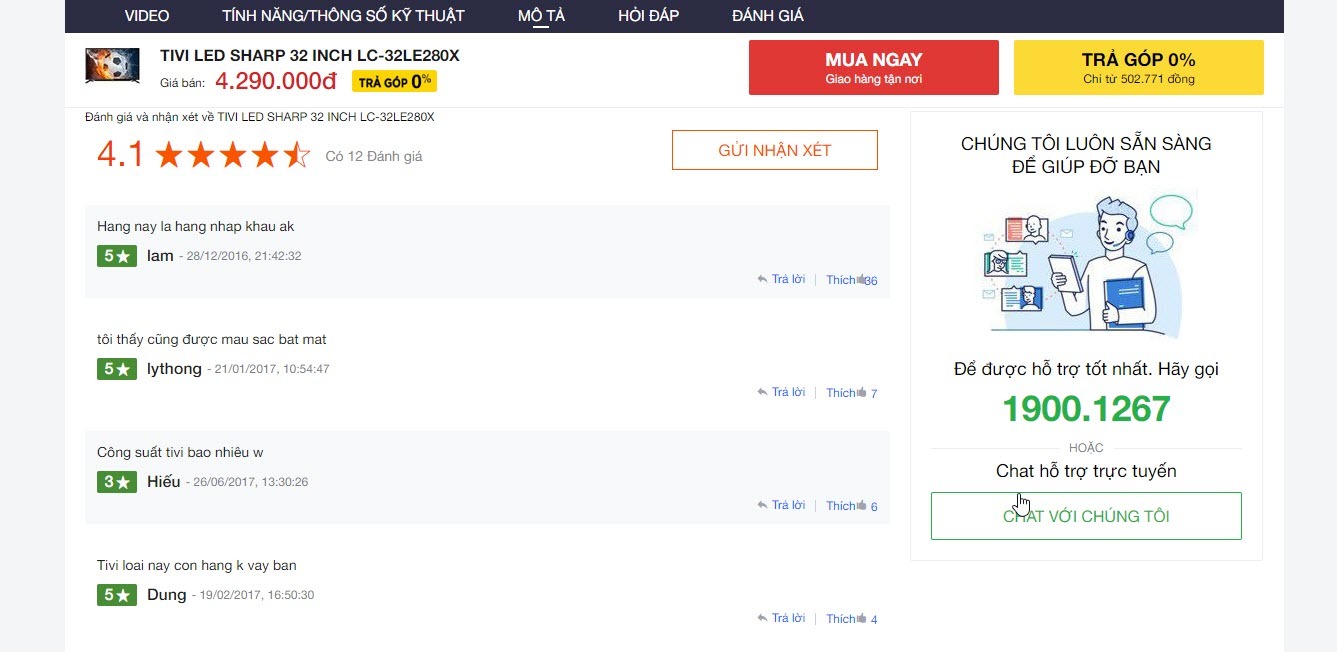 VIDEO TÍNH NĂNG/THÔNG SỐ KỸ THUẬT MÔ TẢ HỎI ĐÁP ĐÁNH GIÁ
TIVI LED SHARP 32 INCH LC-32LE280X
Giá bán: 4.290.000đ TRẢ GÓP 0%
MUA NGAY
Giao hàng tận nơi
TRẢ GÓP 0%
Chỉ từ 502.771 đồng
Đánh giá và nhận xét về TIVI LED SHARP 32 INCH LC-32LE280X
4.1 Có 12 Đánh giá
GỬI NHẬN XÉT
Hang nay la hang nhap khau ak
5★ lam - 28/12/2016, 21:42:32
Trả lời | Thích 36
tôi thấy cũng được mau sac bat mat
5★ lythong - 21/01/2017, 10:54:47
Trả lời | Thích 7
Công suất tivi bao nhiêu w
3★ Hiếu - 26/06/2017, 13:30:26
Trả lời | Thích 6
Tivi loai nay con hang k vay ban
5★ Dung - 19/02/2017, 16:50:30
Trả lời | Thích 4
CHÚNG TÔI LUÔN SẴN SÀNG
ĐỂ GIÚP ĐỠ BẠN
Để được hỗ trợ tốt nhất. Hãy gọi
1900.1267
HOẶC
Chat hỗ trợ trực tuyến
CHAT VỚI CHÚNG TÔI